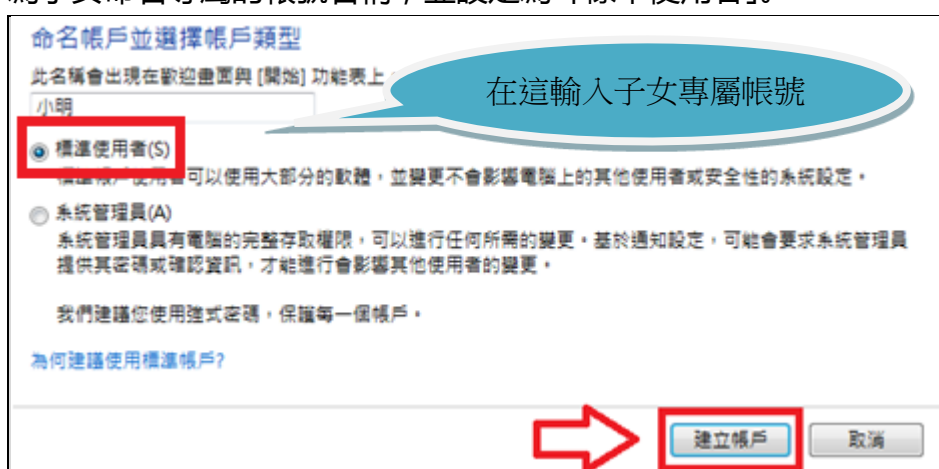 命名帳戶並選擇帳戶類型
此名稱會出現在歡迎畫面與 [開始] 功能表上
在這輸入子女專屬帳號
小明
標準使用者(S)
標準帳戶使用者可以使用大部分的軟體，並變更不會影響電腦上的其他使用者或安全性的系統設定。
系統管理員(A)
系統管理員具有電腦的完整存取權限，可以進行任何所需的變更。基於通知設定，可能會要求系統管理員
提供其密碼或確認資訊，才能進行會影響其他使用者的變更。
我們建議您使用強式密碼，保護每一個帳戶。
為何建議使用標準帳戶?
建立帳戶
取消